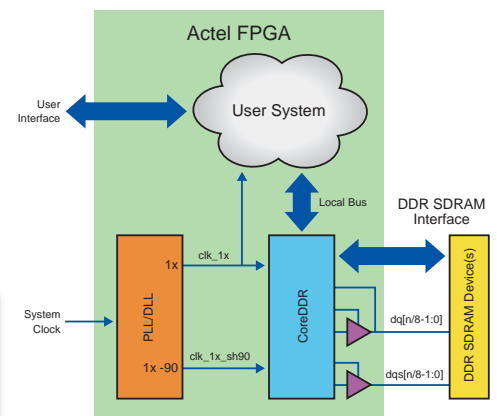 Actel FPGA
User
Interface
User System
Local Bus
DDR SDRAM
Interface
1x
clk_1x
PLL/DLL
CoreDDR
DDR SDRAM Device(s)
System
Clock
dq[n/8-1:0]
clk_1x_sh90
1x -90
dqs[n/8-1:0]